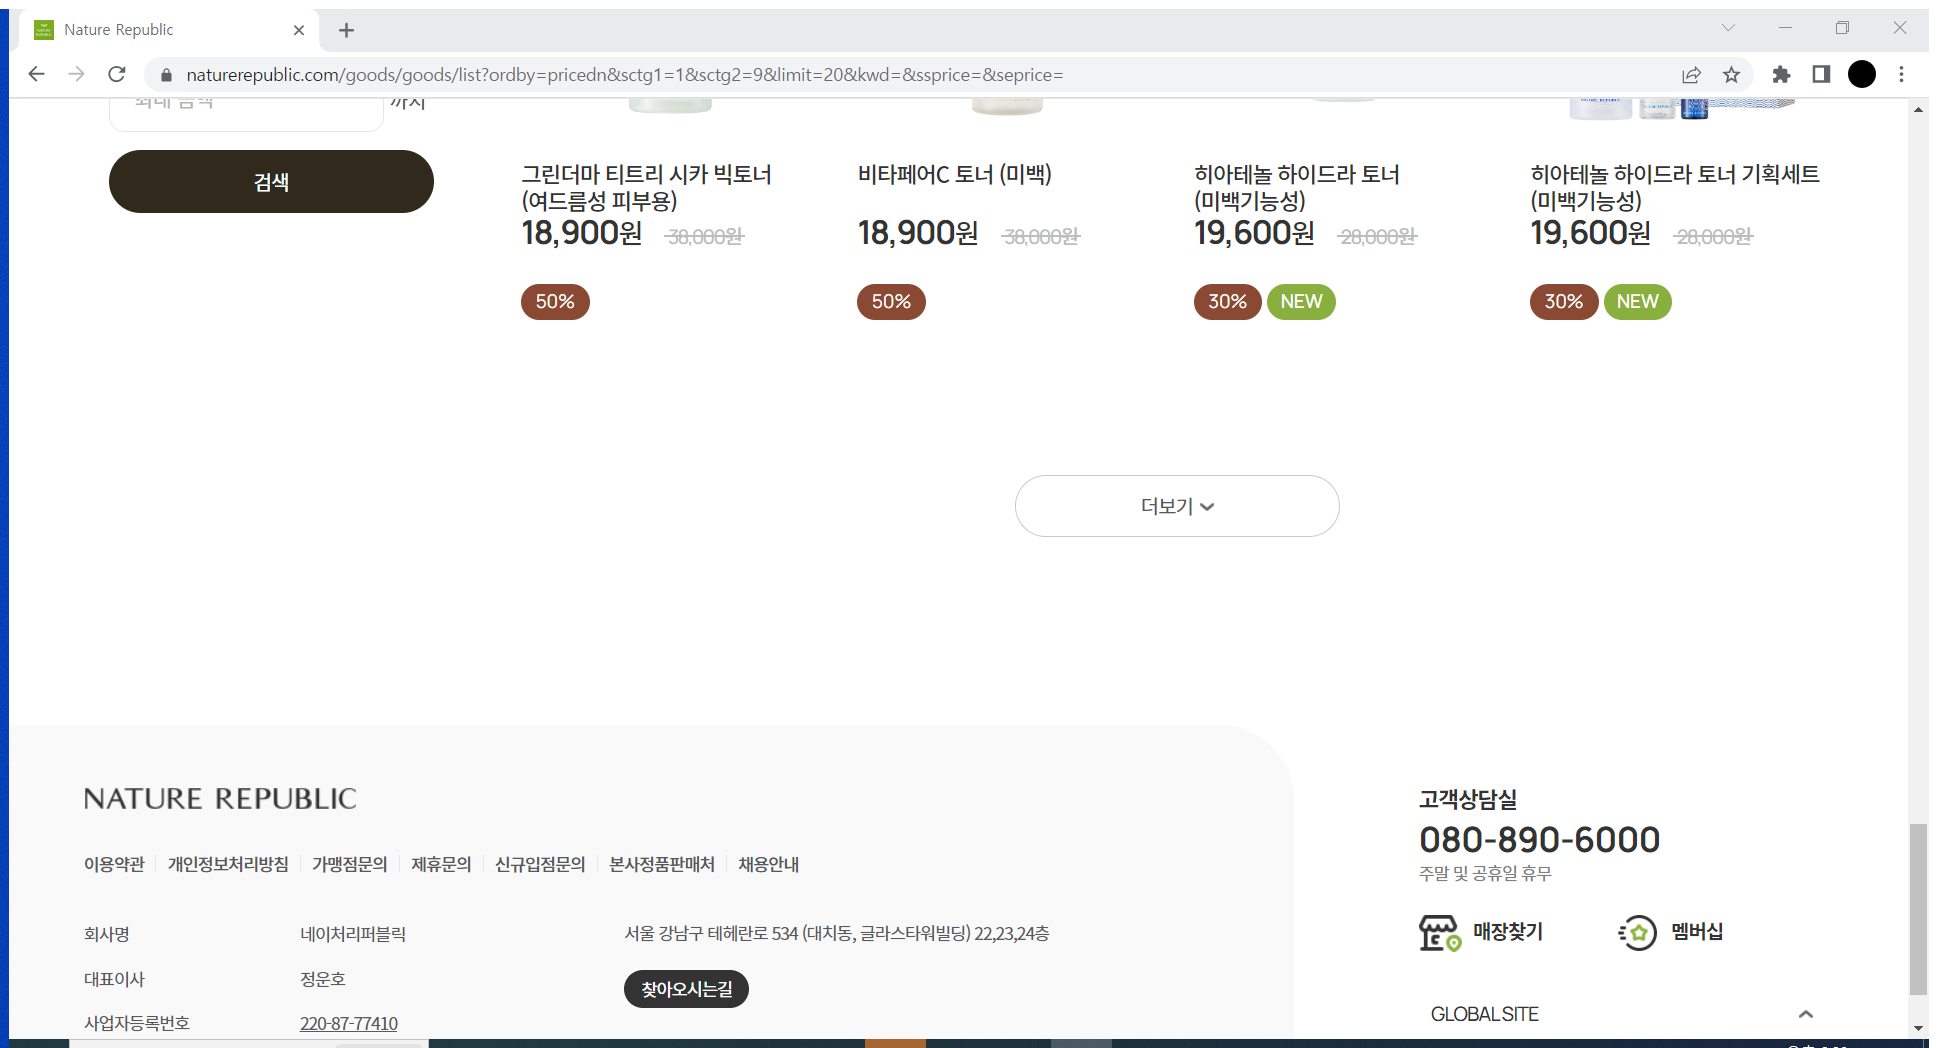 Nature Republic
naturerepublic.com/goods/goods/list?ordby=pricedn&sctg1=1&sctg2=9&limit=20&kwd=&ssprice=&seprice=
최대 금액
까지
검색
그린더마 티트리 시카 빅토너
(여드름성 피부용)
18,900원 38,000원
50%
비타페어C 토너 (미백)
18,900원 38,000원
50%
히아테놀 하이드라 토너
(미백기능성)
19,600원 28,000원
30% NEW
히아테놀 하이드라 토너 기획세트
(미백기능성)
19,600원 28,000원
30% NEW
더보기
NATURE REPUBLIC
이용약관 개인정보처리방침 가맹점문의 제휴문의 신규입점문의 본사정품판매처 채용안내
회사명 네이처리퍼블릭
대표이사 정운호
사업자등록번호 220-87-77410
서울 강남구 테헤란로 534 (대치동, 글라스타워빌딩) 22,23,24층
찾아오시는길
고객상담실
080-890-6000
주말 및 공휴일 휴무
매장찾기 멤버십
GLOBAL SITE